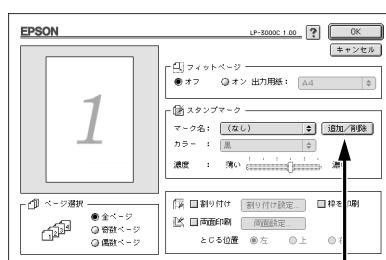 EPSON
LP-3000C 1.00
?
OK
キャンセル
フィットページ
オフ
オン 出力用紙: A4
1
スタンプマーク
マーク名: (なし)
追加/削除
カラー : 黒
濃度 : 薄い
濃い
ページ選択
全ページ
奇数ページ
偶数ページ
割り付け
割り付け設定...
枠を印刷
両面印刷
両面設定...
とじる位置
左
上
右